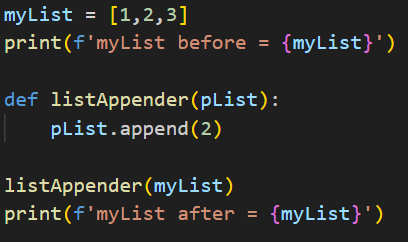 myList = [1,2,3]
print(f'myList before = {myList}')
def listAppender(pList):
    pList.append(2)
listAppender(myList)
print(f'myList after = {myList}')